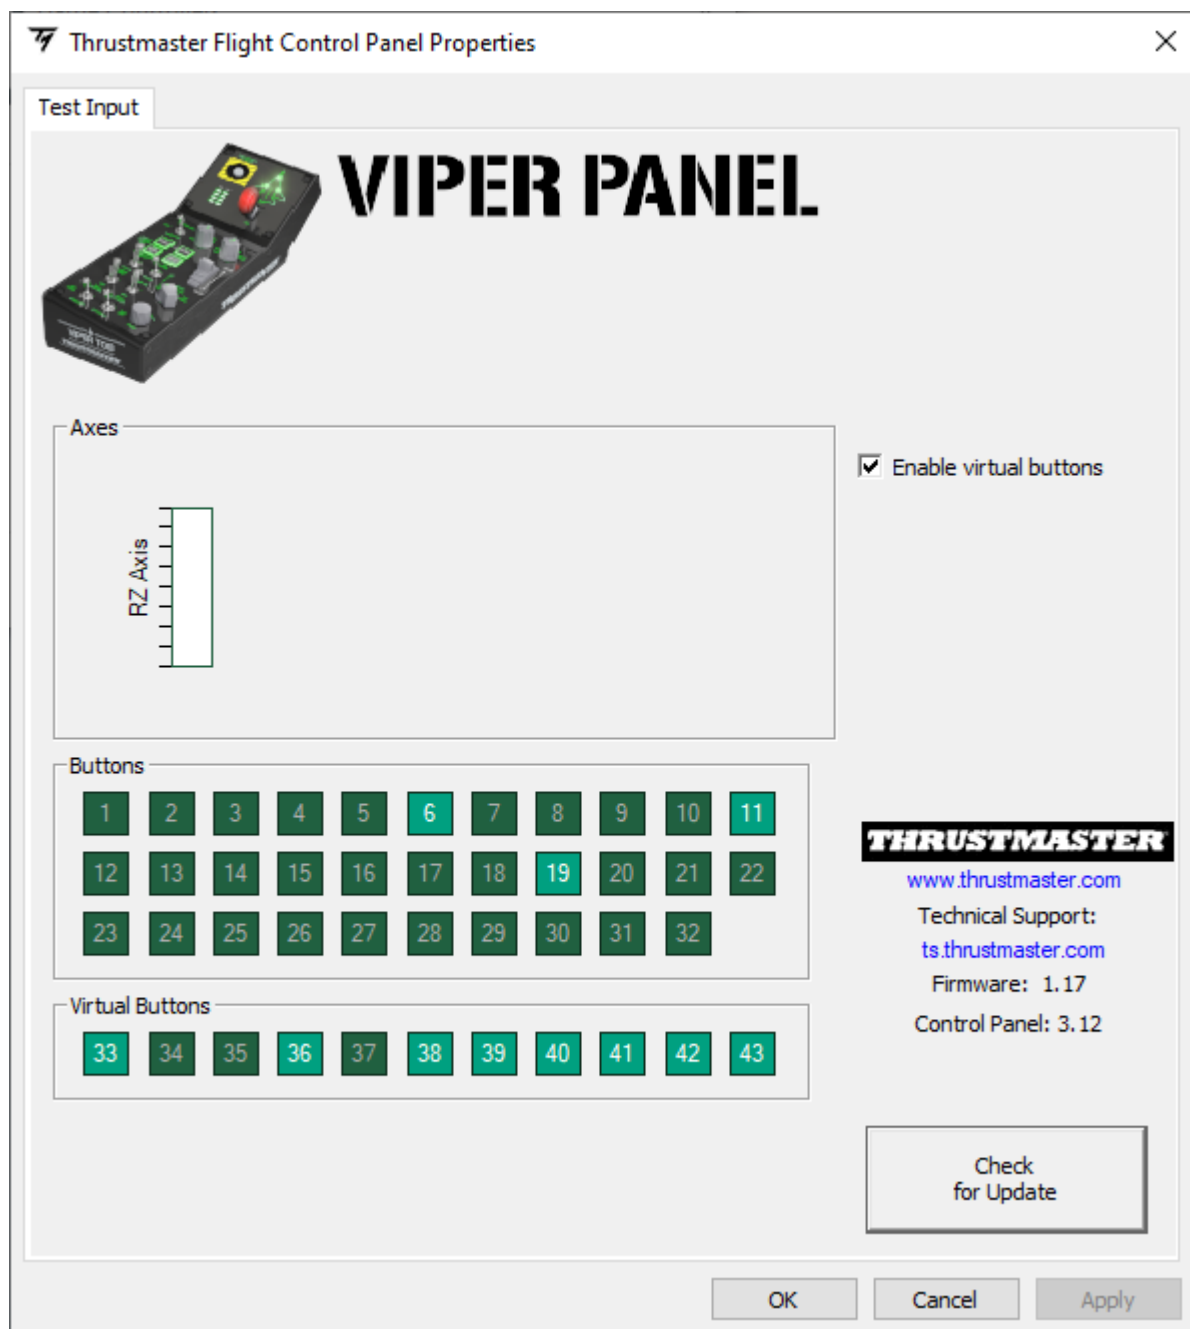 Thrustmaster Flight Control Panel Properties
Test Input
VIPER PANEL
THRUSTMASTER
VIPER TQS
Axes
RZ Axis
Enable virtual buttons
Buttons
1 2 3 4 5 6 7 8 9 10 11
12 13 14 15 16 17 18 19 20 21 22
23 24 25 26 27 28 29 30 31 32
THRUSTMASTER
www.thrustmaster.com
Technical Support:
ts.thrustmaster.com
Firmware: 1.17
Control Panel: 3.12
Virtual Buttons
33 34 35 36 37 38 39 40 41 42 43
Check
for Update
OK Cancel Apply